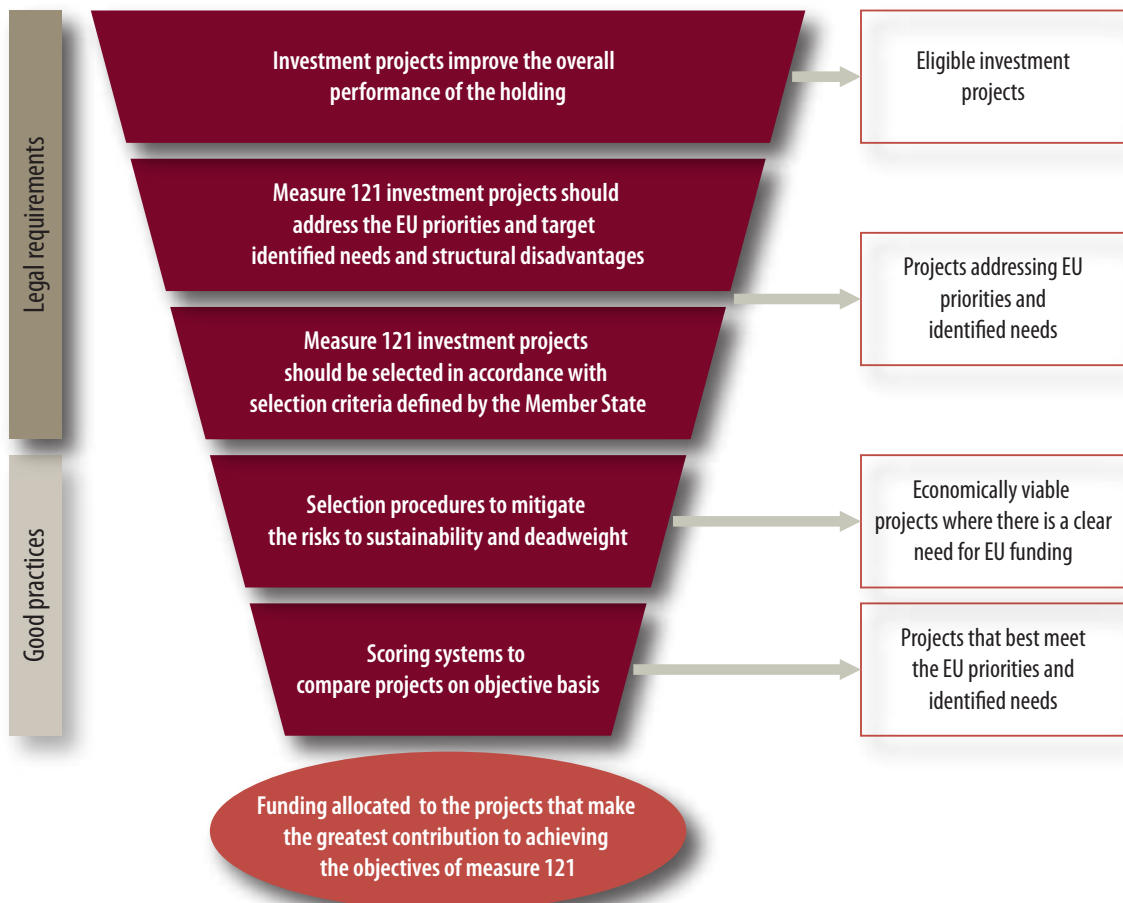 Legal requirements
Investment projects improve the overall
performance of the holding
Eligible investment
projects
Measure 121 investment projects should
address the EU priorities and target
identified needs and structural disadvantages
Projects addressing EU
priorities and
identified needs
Measure 121 investment projects
should be selected in accordance with
selection criteria defined by the Member State
Good practices
Selection procedures to mitigate
the risks to sustainability and deadweight
Economically viable
projects where there is a clear
need for EU funding
Scoring systems to
compare projects on objective basis
Projects that best meet
the EU priorities and
identified needs
Funding allocated to the projects that make
the greatest contribution to achieving
the objectives of measure 121